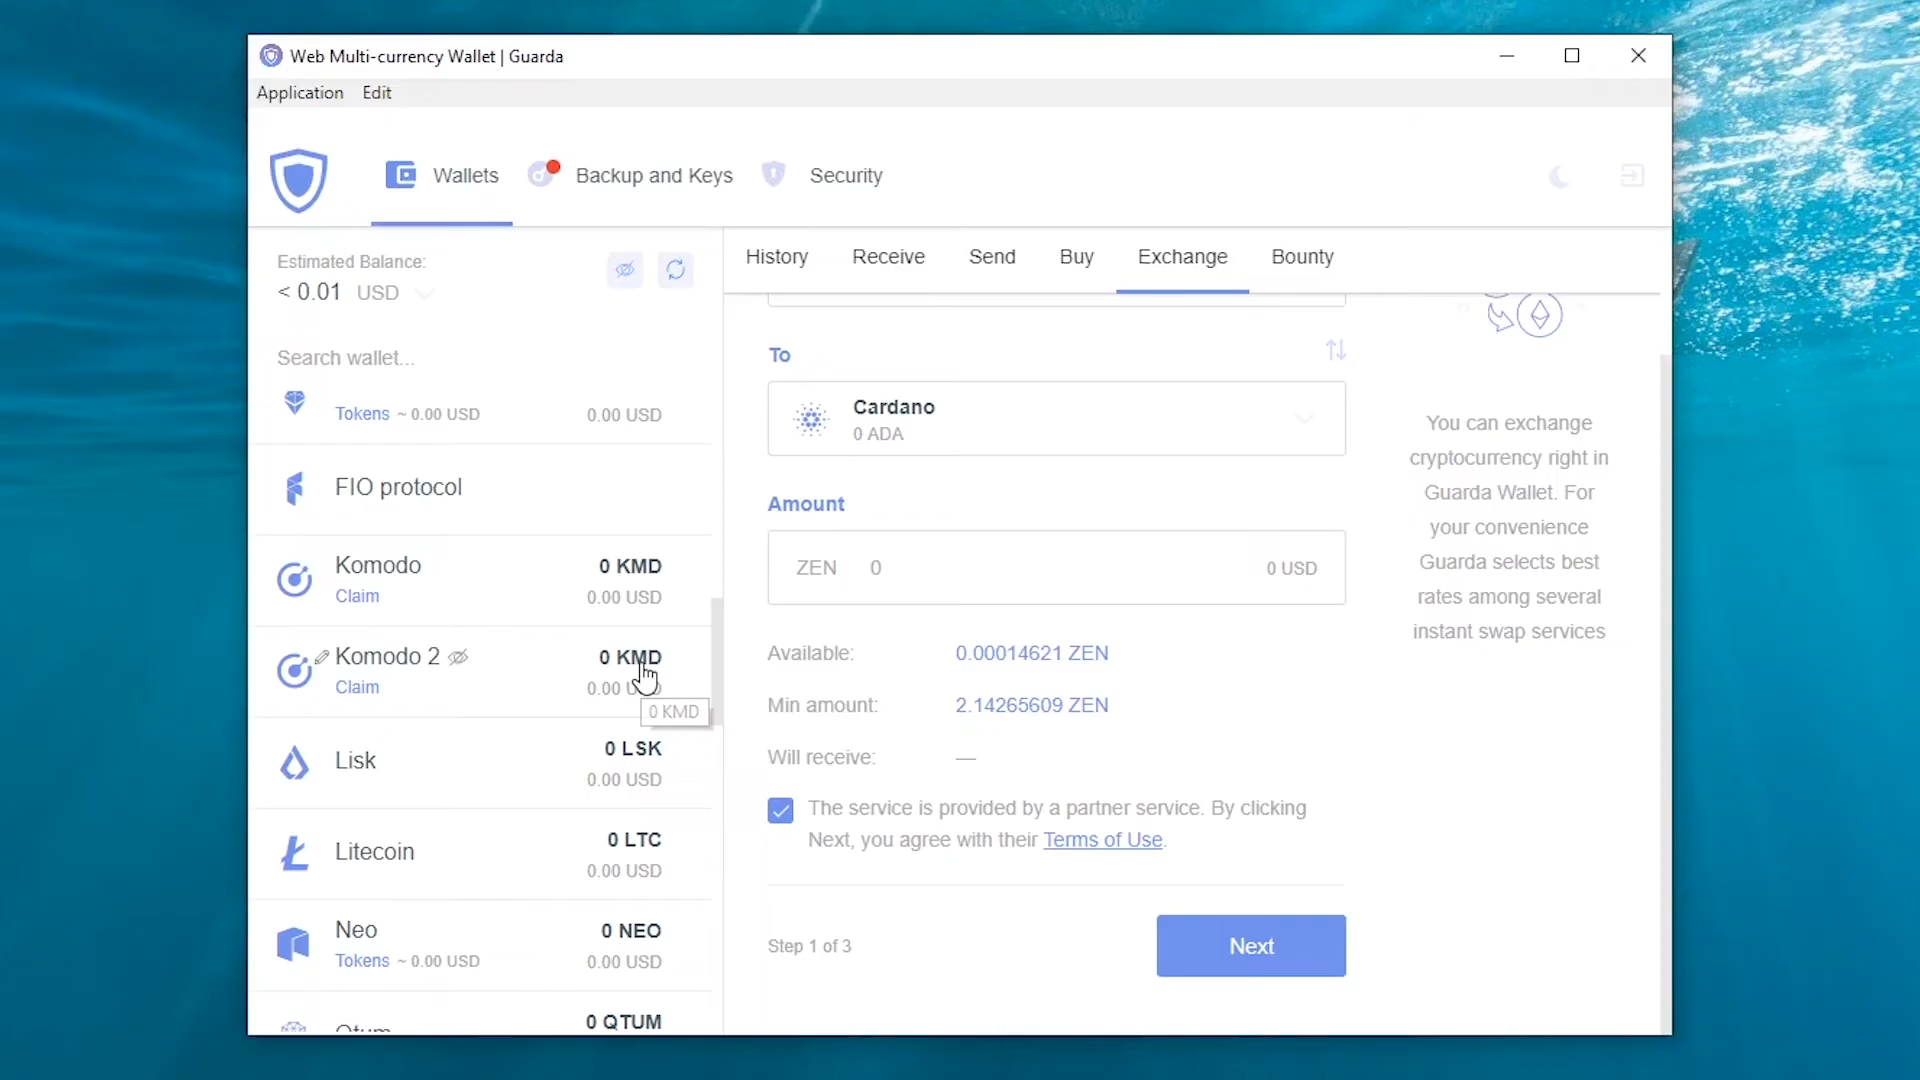 Web Multi-currency Wallet | Guarda
Application Edit
Wallets Backup and Keys Security
Estimated Balance:
< 0.01 USD
Search wallet...
Tokens ~ 0.00 USD 0.00 USD
FIO protocol
Komodo 0 KMD
Claim 0.00 USD
Komodo 2 0 KMD
Claim 0.00
0 KMD
Lisk 0 LSK
0.00 USD
Litecoin 0 LTC
0.00 USD
Neo 0 NEO
Tokens ~ 0.00 USD 0.00 USD
0 QTUM
History Receive Send Buy Exchange Bounty
To
Cardano
0 ADA
Amount
ZEN 0 0 USD
Available: 0.00014621 ZEN
Min amount: 2.14265609 ZEN
Will receive: —
The service is provided by a partner service. By clicking
Next, you agree with their Terms of Use.
Step 1 of 3 Next
You can exchange
cryptocurrency right in
Guarda Wallet. For
your convenience
Guarda selects best
rates among several
instant swap services